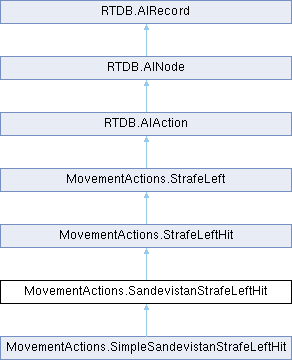 RTDB.AIRecord
RTDB.AINode
RTDB.AIAction
MovementActions.StrafeLeft
MovementActions.StrafeLeftHit
MovementActions.SandevistanStrafeLeftHit
MovementActions.SimpleSandevistanStrafeLeftHit